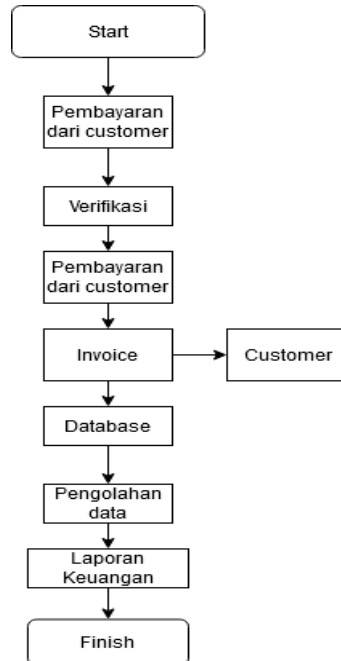 Start
Pembayaran
dari customer
Verifikasi
Pembayaran
dari customer
Invoice
Customer
Database
Pengolahan
data
Laporan
Keuangan
Finish